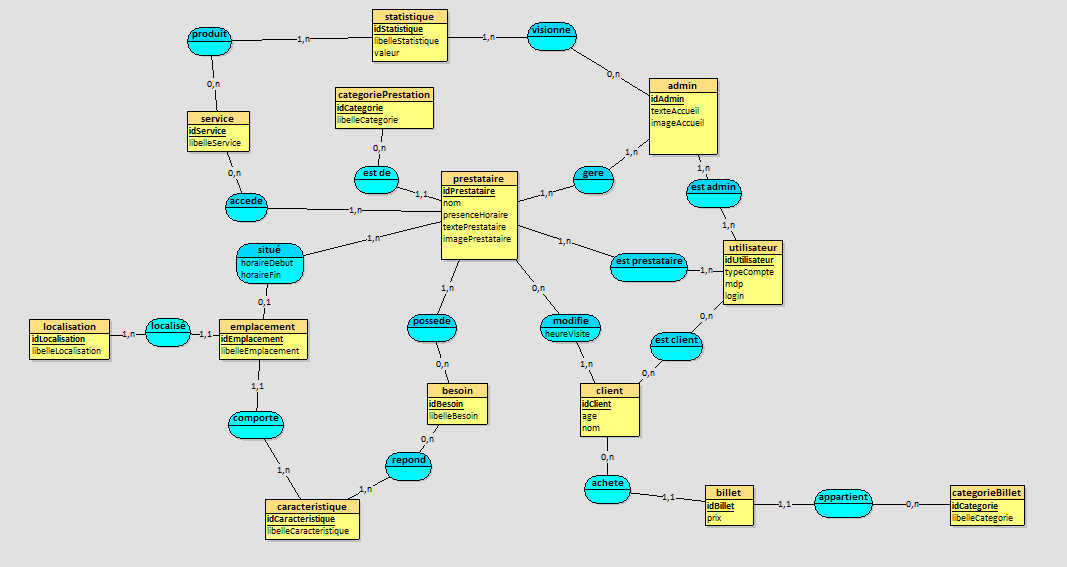 statistique
idStatistique
libelleStatistique
valeur
produit
1,n
1,n
visionne
0,n
0,n
categoriePrestation
idCategorie
libelleCategorie
admin
idAdmin
texteAccueil
imageAccueil
service
idService
libelleService
0,n
est de
1,1
prestataire
idPrestataire
nom
presenceHoraire
textePrestataire
imagePrestataire
gere
1,n
1,n
1,n
est admin
1,n
0,n
accede
1,n
1,n
situé
horaireDebut
horaireFin
0,1
1,n
est prestataire
1,n
utilisateur
idUtilisateur
typeCompte
mdp
login
localisation
idLocalisation
libelleLocalisation
1,n
localise
1,1
emplacement
idEmplacement
libelleEmplacement
1,n
possede
0,n
0,n
modifie
heureVisite
1,n
0,n
est client
0,n
1,1
comporte
1,n
besoin
idBesoin
libelleBesoin
client
idClient
age
nom
0,n
repond
1,n
caracteristique
idCaracteristique
libelleCaracteristique
0,n
achete
1,1
billet
idBillet
prix
1,1
appartient
0,n
categorieBillet
idCategorie
libelleCategorie